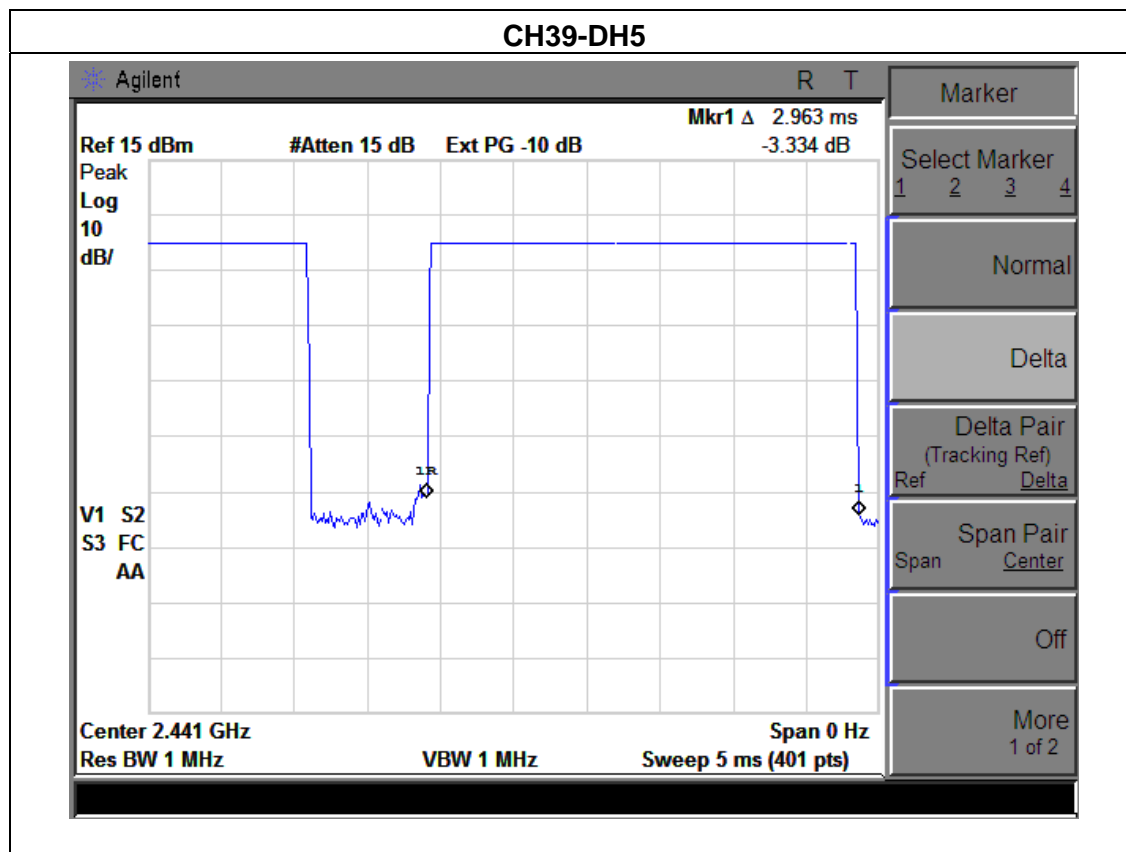 CH39-DH5
Agilent R T
Mkr1 Δ 2.963 ms
Ref 15 dBm #Atten 15 dB Ext PG -10 dB -3.334 dB
Peak
Log
10
dB/
1R
1
V1 S2
S3 FC
AA
Center 2.441 GHz Span 0 Hz
Res BW 1 MHz VBW 1 MHz Sweep 5 ms (401 pts)
Marker
Select Marker
1 2 3 4
Normal
Delta
Delta Pair
(Tracking Ref)
Ref Delta
Span Pair
Span Center
Off
More
1 of 2